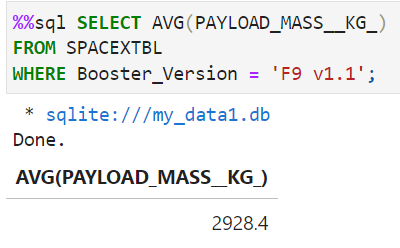 %%sql SELECT AVG(PAYLOAD_MASS__KG_)
FROM SPACEXTBL
WHERE Booster_Version = 'F9 v1.1';
* sqlite:///my_data1.db
Done.
AVG(PAYLOAD_MASS__KG_)
2928.4